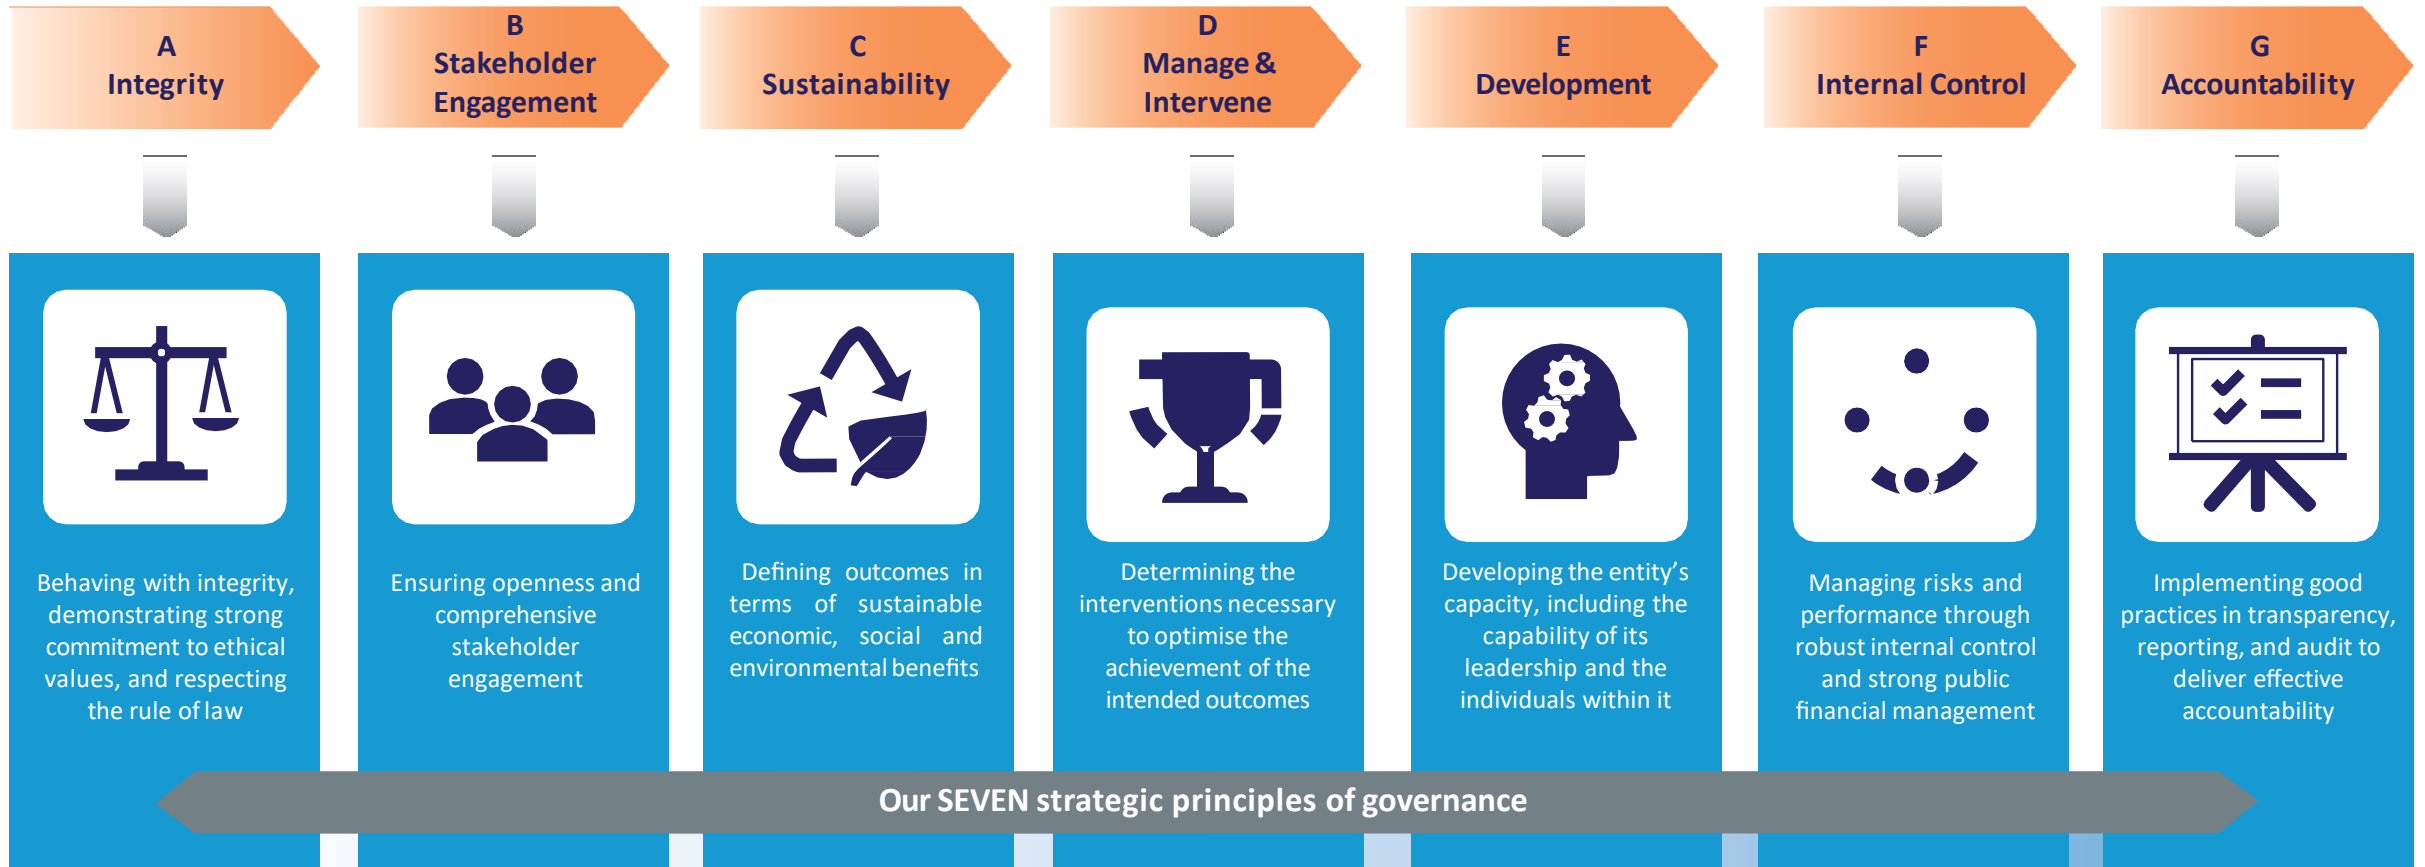 A
Integrity
B
Stakeholder
Engagement
C
Sustainability
D
Manage &
Intervene
E
Development
F
Internal Control
G
Accountability
Behaving with integrity,
demonstrating strong
commitment to ethical
values, and respecting
the rule of law
Ensuring openness and
comprehensive
stakeholder
engagement
Defining outcomes in
terms of sustainable
economic, social and
environmental benefits
Determining the
interventions necessary
to optimise the
achievement of the
intended outcomes
Developing the entity's
capacity, including the
capability of its
leadership and the
individuals within it
Managing risks and
performance through
robust internal control
and strong public
financial management
Implementing good
practices in transparency,
reporting, and audit to
deliver effective
accountability
Our SEVEN strategic principles of governance